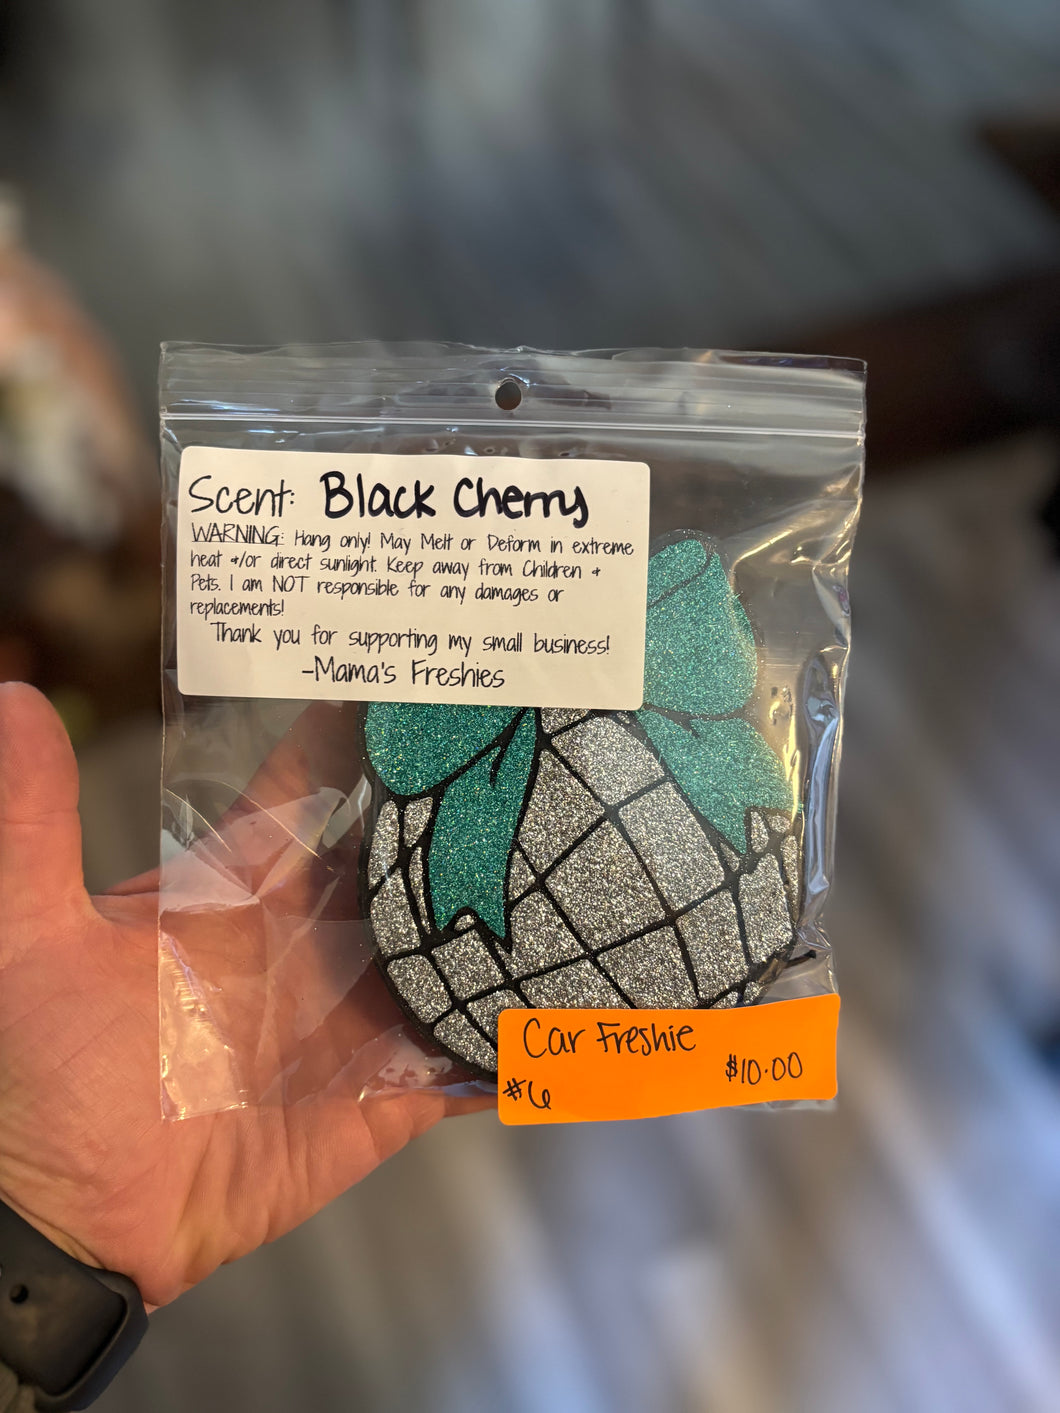 Scent: Black Cherry
WARNING: Hang only! May Melt or Deform in extreme
heat +/or direct sunlight. Keep away from Children +
Pets. I am NOT responsible for any damages or
replacements!
Thank you for supporting my small business!
-Mama's Freshies
Car Freshie
$10.00
#6